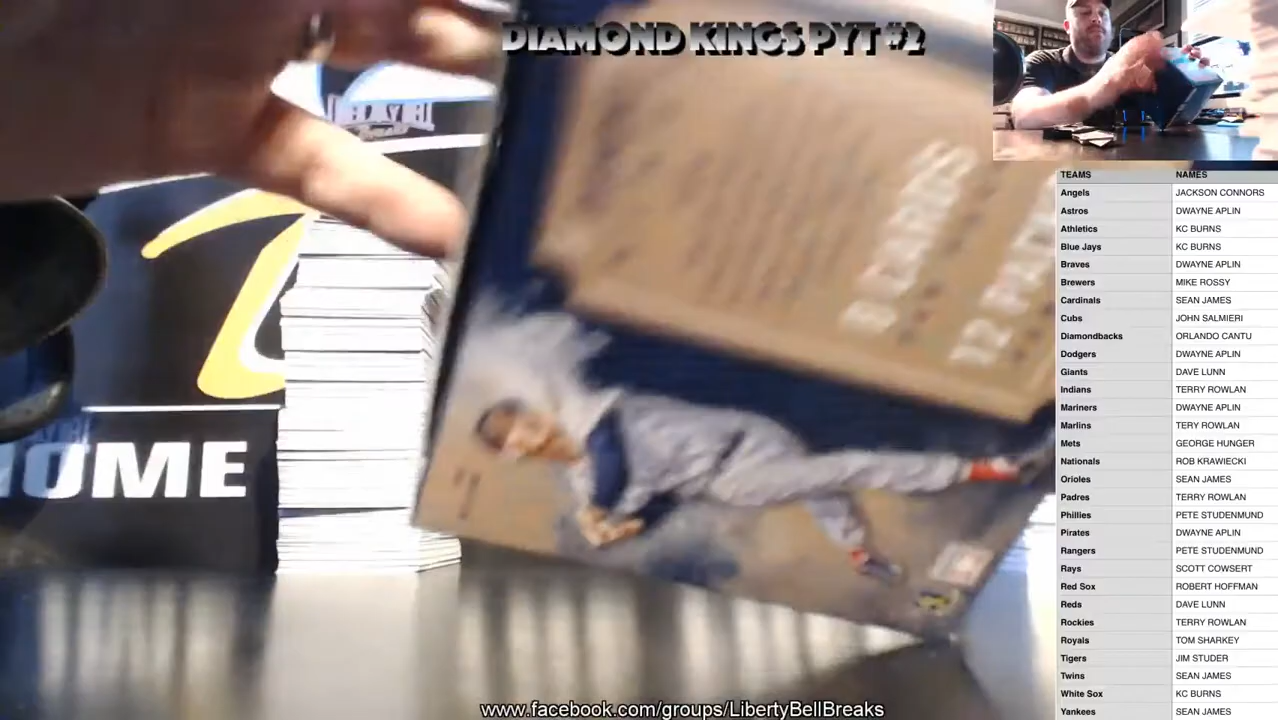 DIAMOND KINGS PYT #2
8 CARDS
HOME
TEAMS NAMES
Angels JACKSON CONNORS
Astros DWAYNE APLIN
Athletics KC BURNS
Blue Jays KC BURNS
Braves DWAYNE APLIN
Brewers MIKE ROSSY
Cardinals SEAN JAMES
Cubs JOHN SALMIERI
Diamondbacks ORLANDO CANTU
Dodgers DWAYNE APLIN
Giants DAVE LUNN
Indians TERRY ROWLAN
Mariners DWAYNE APLIN
Marlins TERY ROWLAN
Mets GEORGE HUNGER
Nationals ROB KRAWIECKI
Orioles SEAN JAMES
Padres TERRY ROWLAN
Phillies PETE STUDENMUND
Pirates DWAYNE APLIN
Rangers PETE STUDENMUND
Rays SCOTT COWSERT
Red Sox ROBERT HOFFMAN
Reds DAVE LUNN
Rockies TERRY ROWLAN
Royals TOM SHARKEY
Tigers JIM STUDER
Twins SEAN JAMES
White Sox KC BURNS
Yankees SEAN JAMES
www.facebook.com/groups/LibertyBellBreaks